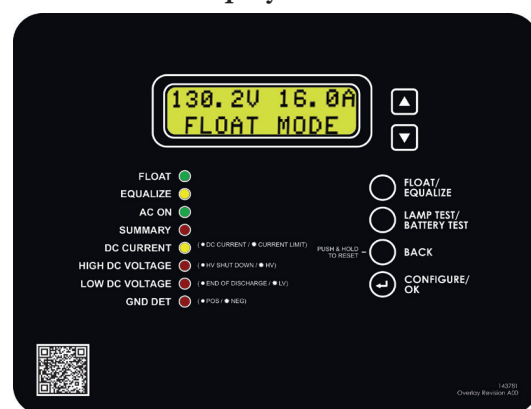 130.2V 16.0A
FLOAT MODE
FLOAT
EQUALIZE
AC ON
SUMMARY
DC CURRENT (● DC CURRENT / ✹ CURRENT LIMIT)
HIGH DC VOLTAGE (● HV SHUT DOWN / ✹ HV)
LOW DC VOLTAGE (● END OF DISCHARGE / ✹ LV)
GND DET (● POS / ✹ NEG)
FLOAT/
EQUALIZE
LAMP TEST/
BATTERY TEST
PUSH & HOLD
TO RESET
BACK
CONFIGURE/
OK
143781
Overlay Revision A00